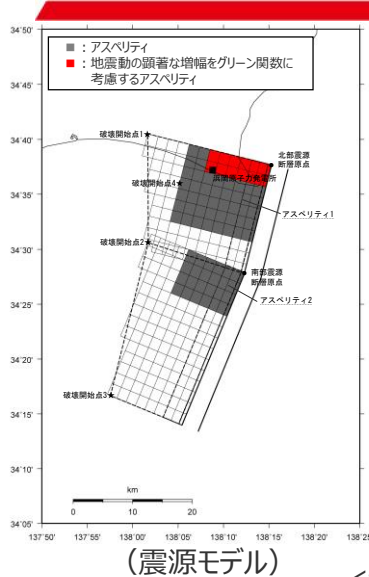 ■：アスペリティ
■：地震動の顕著な増幅をグリーン関数に
考慮するアスペリティ
34°50'
34°45'
34°40'
34°35'
34°30'
34°25'
34°20'
34°15'
34°10'
34°05'
破壊開始点1
北部震源
断層原点
浜岡原子力発電所
破壊開始点4
アスペリティ1
破壊開始点2
南部震源
断層原点
アスペリティ2
破壊開始点3
km
0 10 20
137°50' 137°55' 138°00' 138°05' 138°10' 138°15' 138°20' 138°25'
（震源モデル）